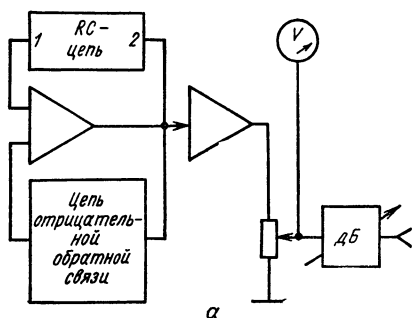 1 RC- 2
цепь
V
Цепь
отрицатель-
ной
обратной
связи
дБ
а